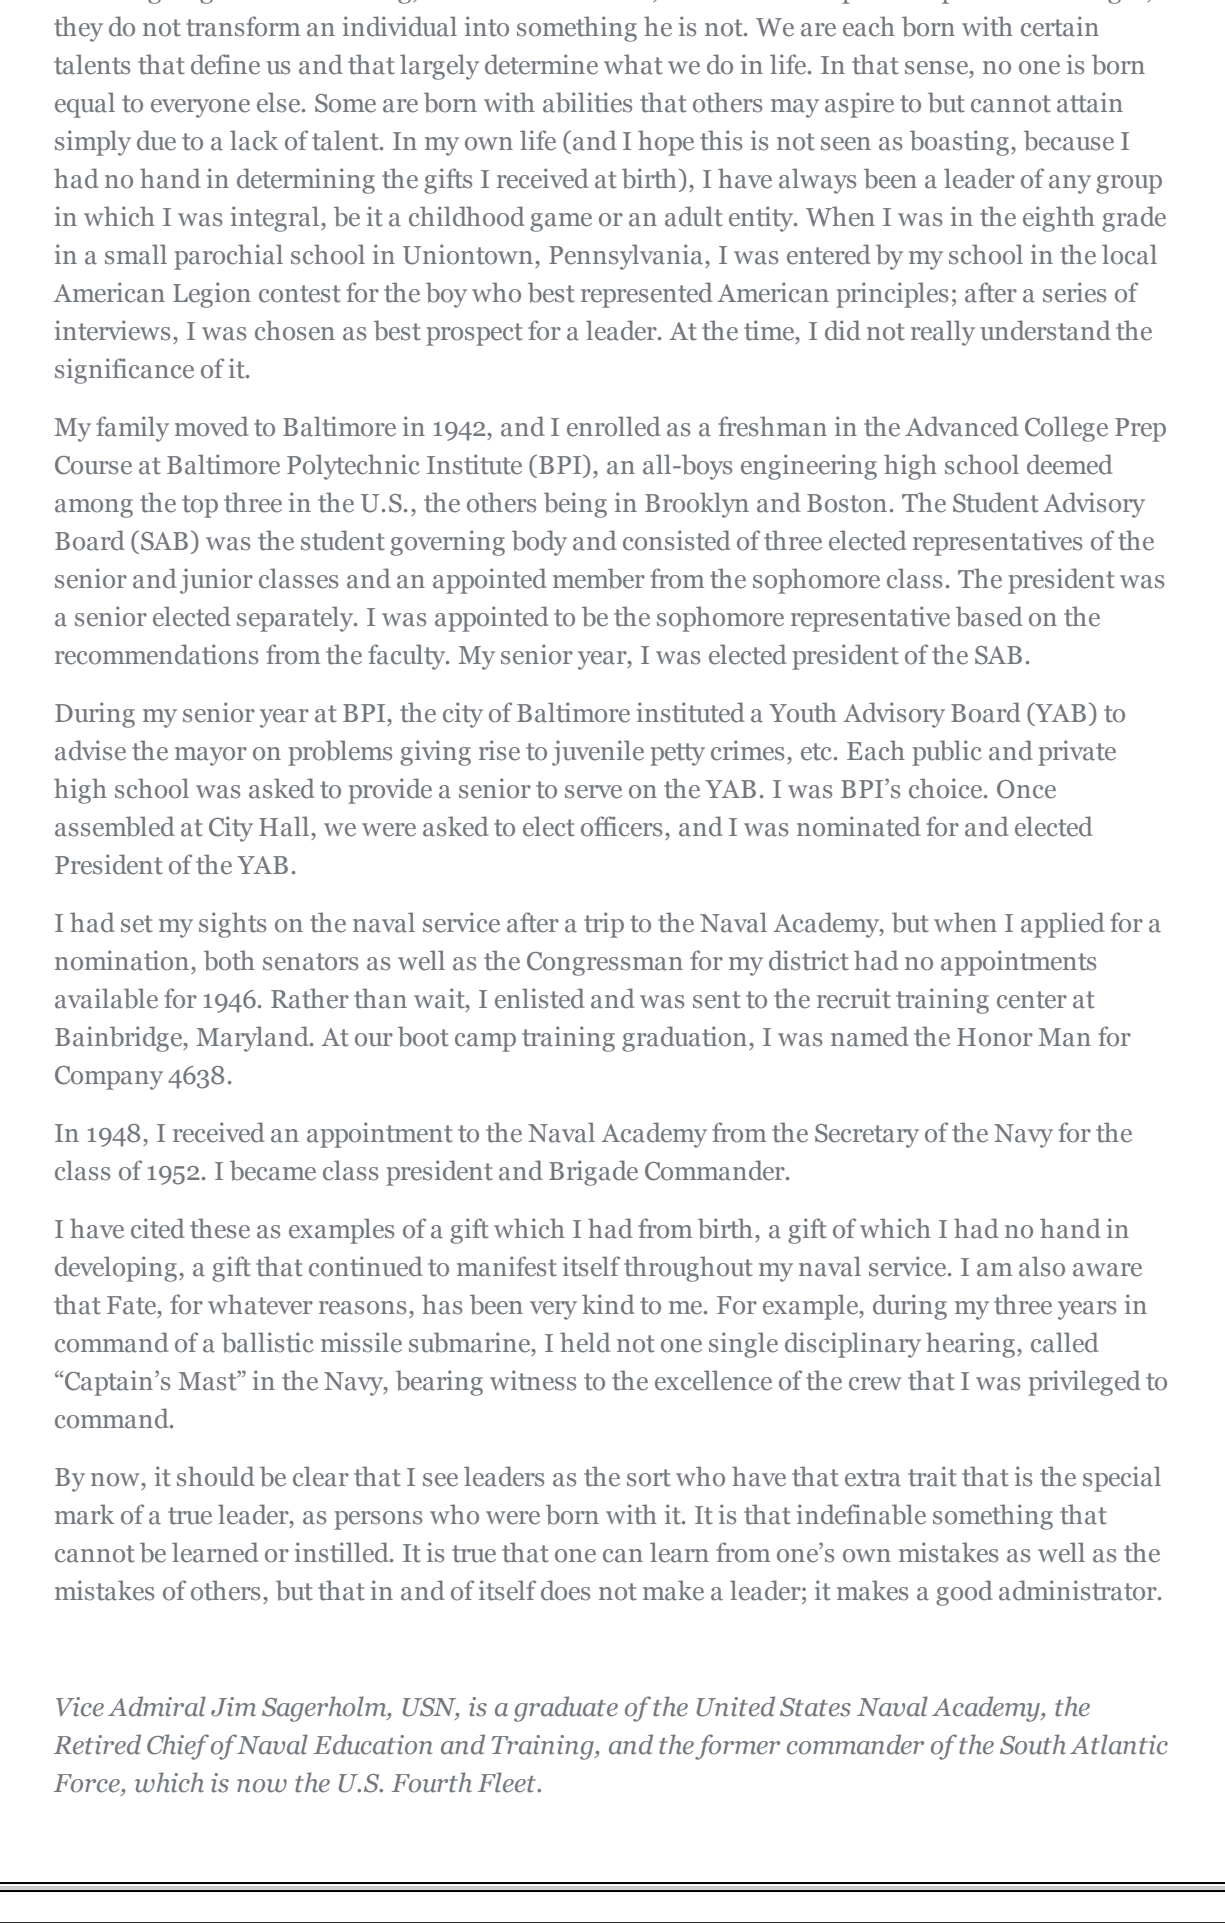 they do not transform an individual into something he is not. We are each born with certain
talents that define us and that largely determine what we do in life. In that sense, no one is born
equal to everyone else. Some are born with abilities that others may aspire to but cannot attain
simply due to a lack of talent. In my own life (and I hope this is not seen as boasting, because I
had no hand in determining the gifts I received at birth), I have always been a leader of any group
in which I was integral, be it a childhood game or an adult entity. When I was in the eighth grade
in a small parochial school in Uniontown, Pennsylvania, I was entered by my school in the local
American Legion contest for the boy who best represented American principles; after a series of
interviews, I was chosen as best prospect for a leader. At the time, I did not really understand the
significance of it.
My family moved to Baltimore in 1942, and I enrolled as a freshman in the Advanced College Prep
Course at Baltimore Polytechnic Institute (BPI), an all-boys engineering high school deemed
among the top three in the U.S., the others being in Brooklyn and Boston. The Student Advisory
Board (SAB) was the student governing body and consisted of three elected representatives of the
senior and junior classes and an appointed member from the sophomore class. The president was
a senior elected separately. I was appointed to be the sophomore representative based on the
recommendations from the faculty. My senior year, I was elected president of the SAB.
During my senior year at BPI, the city of Baltimore instituted a Youth Advisory Board (YAB) to
advise the mayor on problems giving rise to juvenile petty crimes, etc. Each public and private
high school was asked to provide a senior to serve on the YAB. I was BPI’s choice. Once
assembled at City Hall, we were asked to elect officers, and I was nominated for and elected
President of the YAB.
I had set my sights on the naval service after a trip to the Naval Academy, but when I applied for a
nomination, both senators as well as the Congressman for my district had no appointments
available for 1946. Rather than wait, I enlisted and was sent to the recruit training center at
Bainbridge, Maryland. At our boot camp training graduation, I was named the Honor Man for
Company 4638.
In 1948, I received an appointment to the Naval Academy from the Secretary of the Navy for the
class of 1952. I became class president and Brigade Commander.
I have cited these as examples of a gift which I had from birth, a gift of which I had no hand in
developing, a gift that continued to manifest itself throughout my naval service. I am also aware
that Fate, for whatever reasons, has been very kind to me. For example, during my three years in
command of a ballistic missile submarine, I held not one single disciplinary hearing, called
“Captain’s Mast” in the Navy, bearing witness to the excellence of the crew that I was privileged to
command.
By now, it should be clear that I see leaders as the sort who have that extra trait that is the special
mark of a true leader, as persons who were born with it. It is that indefinable something that
cannot be learned or instilled. It is true that one can learn from one’s own mistakes as well as the
mistakes of others, but that in and of itself does not make a leader; it makes a good administrator.
Vice Admiral Jim Sagerholm, USN, is a graduate of the United States Naval Academy, the
Retired Chief of Naval Education and Training, and the former commander of the South Atlantic
Force, which is now the U.S. Fourth Fleet.